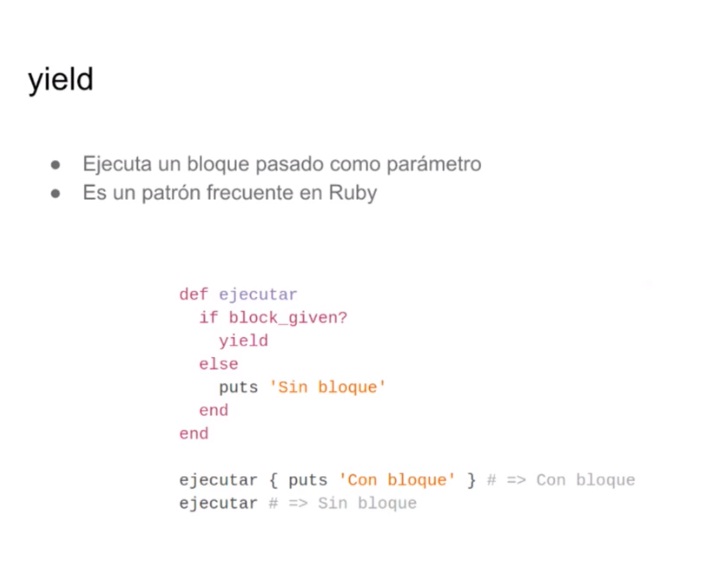 yield
● Ejecuta un bloque pasado como parámetro
● Es un patrón frecuente en Ruby
def ejecutar
  if block_given?
    yield
  else
    puts 'Sin bloque'
  end
end
ejecutar { puts 'Con bloque' } # => Con bloque
ejecutar # => Sin bloque